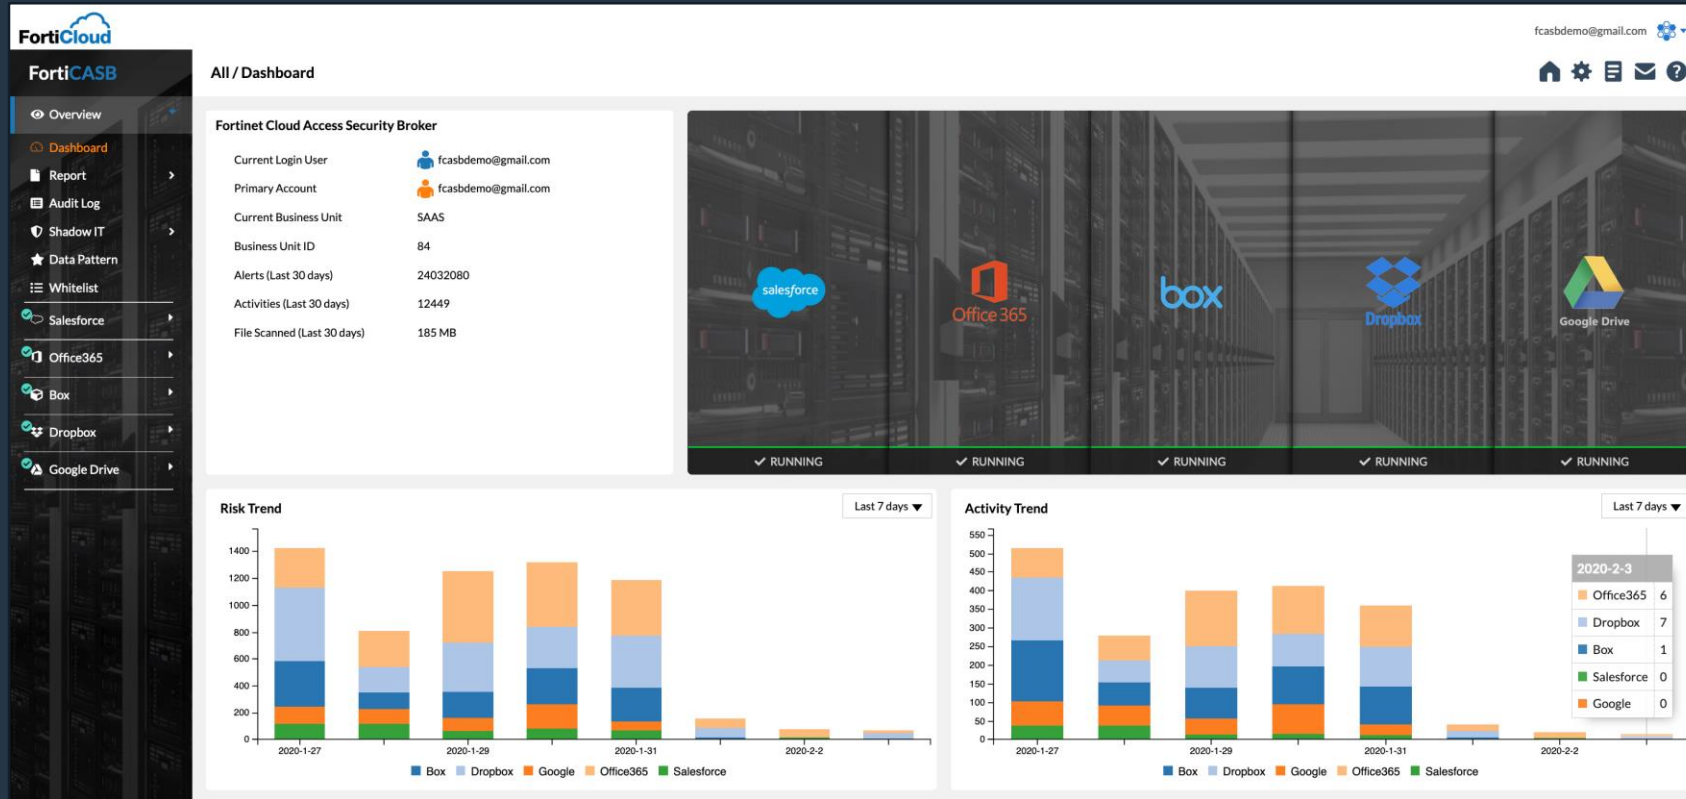 FortiCloud
fcasbdemo@gmail.com
FortiCASB
All / Dashboard
Overview
Dashboard
Report
Audit Log
Shadow IT
Data Pattern
Whitelist
Salesforce
Office365
Box
Dropbox
Google Drive
Fortinet Cloud Access Security Broker
Current Login User fcasbdemo@gmail.com
Primary Account fcasbdemo@gmail.com
Current Business Unit SAAS
Business Unit ID 84
Alerts (Last 30 days) 24032080
Activities (Last 30 days) 12449
File Scanned (Last 30 days) 185 MB
salesforce
Office 365
box
Dropbox
Google Drive
RUNNING RUNNING RUNNING RUNNING RUNNING
Risk Trend Last 7 days
1400
1200
1000
800
600
400
200
0
2020-1-27 2020-1-29 2020-1-31 2020-2-2
Box Dropbox Google Office365 Salesforce
Activity Trend Last 7 days
550
500
450
400
350
300
250
200
150
100
50
0
2020-1-27 2020-1-29 2020-1-31 2020-2-2
Box Dropbox Google Office365 Salesforce
2020-2-3
Office365 6
Dropbox 7
Box 1
Salesforce 0
Google 0